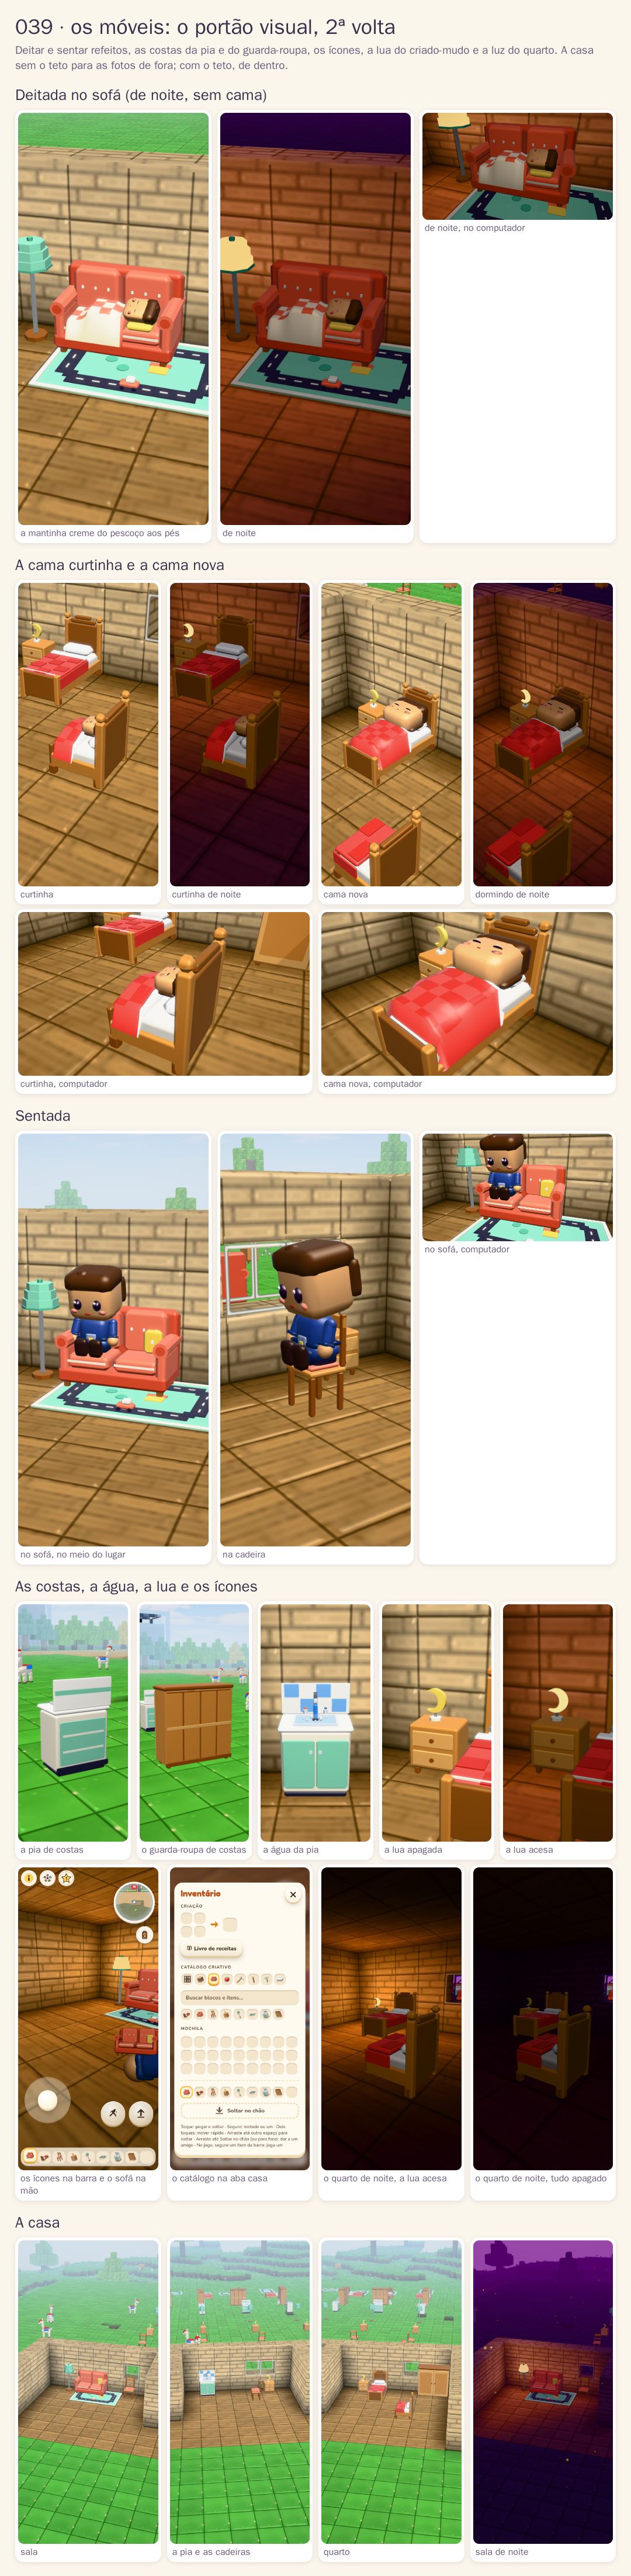 039 · os móveis: o portão visual, 2ª volta
Deitar e sentar refeitos, as costas da pia e do guarda-roupa, os ícones, a lua do criado-mudo e a luz do quarto. A casa
sem o teto para as fotos de fora; com o teto, de dentro.
Deitada no sofá (de noite, sem cama)
de noite, no computador
a mantinha creme do pescoço aos pés
de noite
A cama curtinha e a cama nova
curtinha
curtinha de noite
cama nova
dormindo de noite
curtinha, computador
cama nova, computador
Sentada
no sofá, computador
no sofá, no meio do lugar
na cadeira
As costas, a água, a lua e os ícones
a pia de costas
o guarda-roupa de costas
a água da pia
a lua apagada
a lua acesa
Inventário
CRIAÇÃO
Livro de receitas
CATÁLOGO CRIATIVO
Buscar blocos e itens...
MOCHILA
Soltar no chão
os ícones na barra e o sofá na
mão
o catálogo na aba casa
o quarto de noite, a lua acesa
o quarto de noite, tudo apagado
A casa
sala
a pia e as cadeiras
quarto
sala de noite